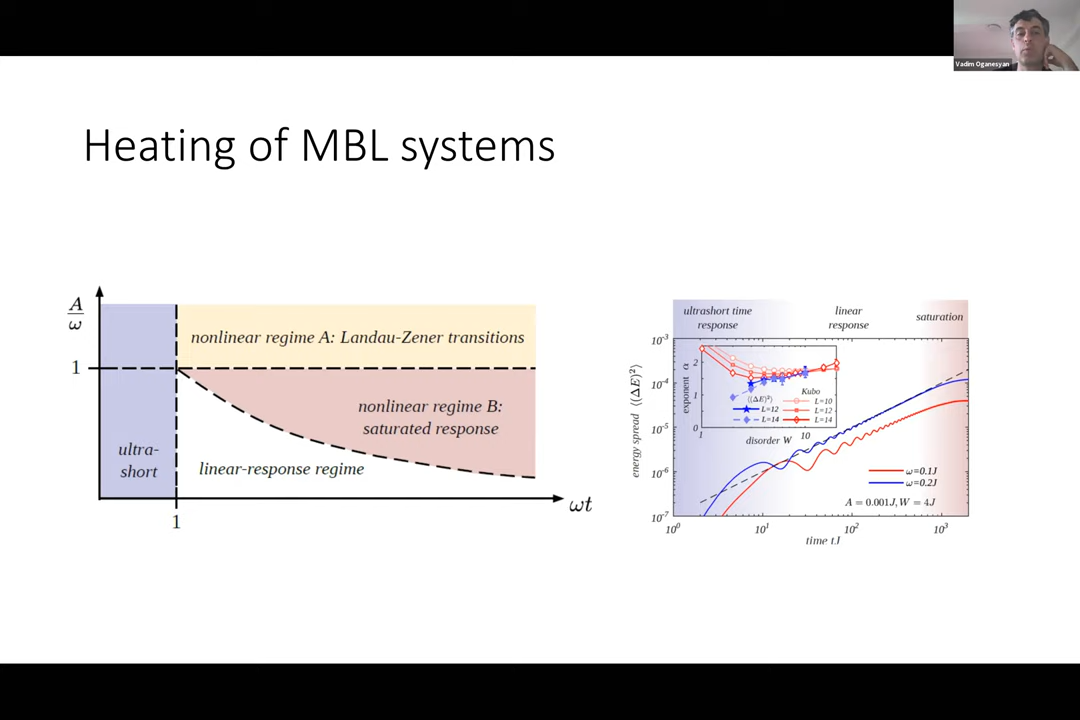 Vadim Oganesyan
Heating of MBL systems
A
ω
1
nonlinear regime A: Landau-Zener transitions
nonlinear regime B:
saturated response
ultra-
short
linear-response regime
ωt
1
ultrashort time
response
linear
response
saturation
energy spread ⟨(ΔE)²⟩
10⁻³
10⁻⁴
10⁻⁵
10⁻⁶
10⁻⁷
exponent α
2
1
0
⟨(ΔE)²⟩
L=12
L=14
Kubo
L=10
L=12
L=14
1
10
disorder W
ω=0.1J
ω=0.2J
A = 0.001J, W = 4J
10⁰
10¹
10²
10³
time tJ